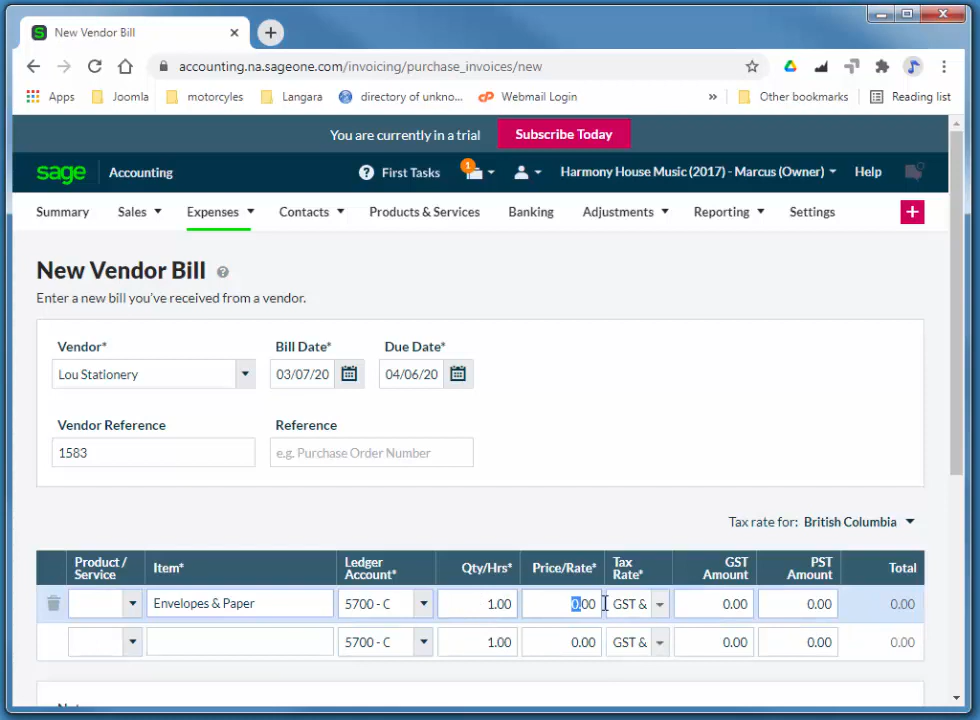 New Vendor Bill
accounting.na.sageone.com/invoicing/purchase_invoices/new
Apps Joomla motorcyles Langara directory of unkno... Webmail Login » Other bookmarks Reading list
You are currently in a trial Subscribe Today
sage Accounting First Tasks 1 Harmony House Music (2017) - Marcus (Owner) Help
Summary Sales Expenses Contacts Products & Services Banking Adjustments Reporting Settings
New Vendor Bill
Enter a new bill you've received from a vendor.
Vendor* Bill Date* Due Date*
Lou Stationery 03/07/20 04/06/20
Vendor Reference Reference
1583 e.g. Purchase Order Number
Tax rate for: British Columbia
Product / Service Item* Ledger Account* Qty/Hrs* Price/Rate* Tax Rate* GST Amount PST Amount Total
Envelopes & Paper 5700 - C 1.00 0.00 GST & 0.00 0.00 0.00
5700 - C 1.00 0.00 GST & 0.00 0.00 0.00